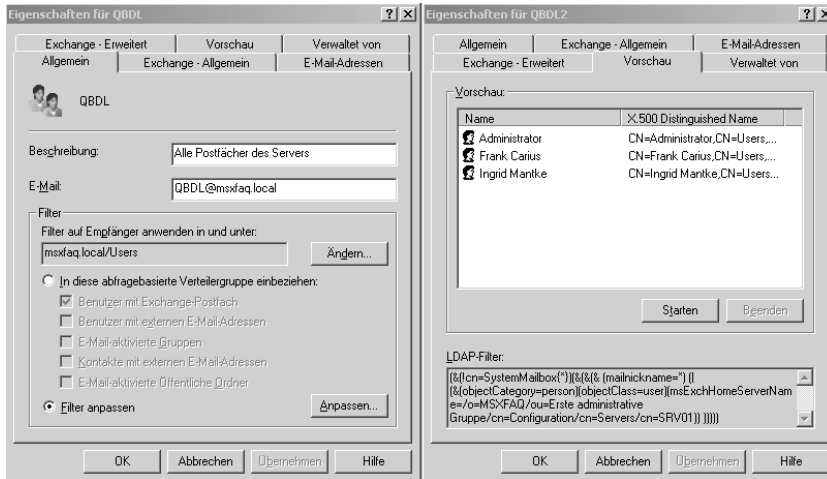 Eigenschaften für QBDL
Exchange - Erweitert
Vorschau
Verwaltet von
Allgemein
Exchange - Allgemein
E-Mail-Adressen
QBDL
Beschreibung:
Alle Postfächer des Servers
E-Mail:
QBDL@msxfaq.local
Filter
Filter auf Empfänger anwenden in und unter:
msxfaq.local/Users
Ändern...
In diese abfragebasierte Verteilergruppe einbeziehen:
Benutzer mit Exchange-Postfach
Benutzer mit externen E-Mail-Adressen
E-Mail-aktivierte Gruppen
Kontakte mit externen E-Mail-Adressen
E-Mail-aktivierte Öffentliche Ordner
Filter anpassen
Anpassen...
OK
Abbrechen
Übernehmen
Hilfe
Eigenschaften für QBDL2
Allgemein
Exchange - Allgemein
E-Mail-Adressen
Exchange - Erweitert
Vorschau
Verwaltet von
Vorschau:
Name
X.500 Distinguished Name
Administrator
CN=Administrator,CN=Users,...
Frank Carius
CN=Frank Carius,CN=Users,...
Ingrid Mantke
CN=Ingrid Mantke,CN=Users...
Starten
Beenden
LDAP-Filter:
(&(!cn=SystemMailbox{*})(&(&(& (mailnickname=*) (|
(&(objectCategory=person)(objectClass=user)(msExchHomeServerNam
e=/o=MSXFAQ/ou=Erste administrative
Gruppe/cn=Configuration/cn=Servers/cn=SRV01)) )))))
OK
Abbrechen
Übernehmen
Hilfe